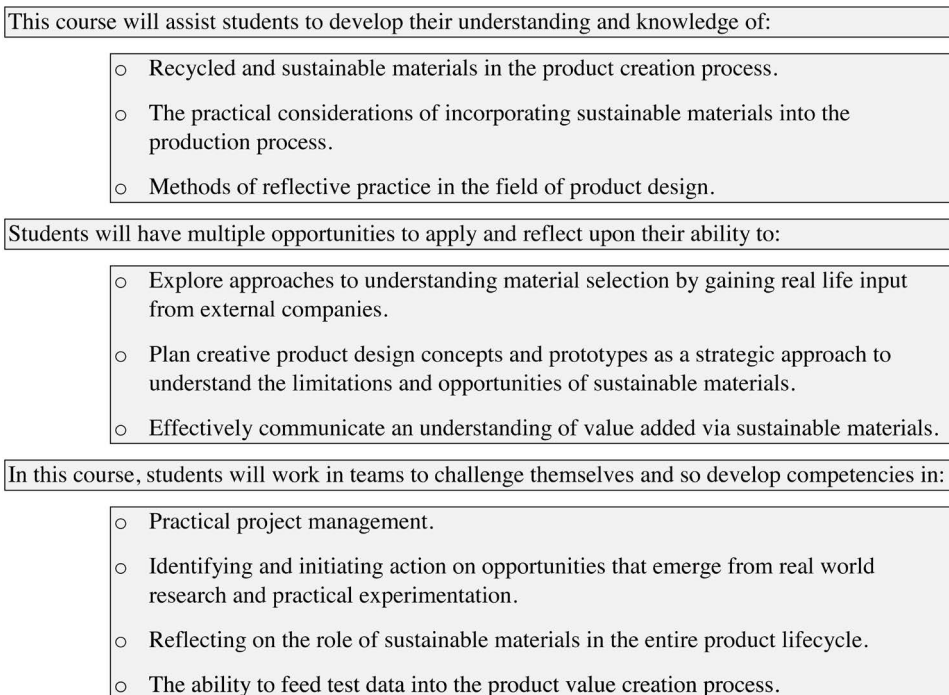 This course will assist students to develop their understanding and knowledge of:
o Recycled and sustainable materials in the product creation process.
o The practical considerations of incorporating sustainable materials into the
production process.
o Methods of reflective practice in the field of product design.
Students will have multiple opportunities to apply and reflect upon their ability to:
o Explore approaches to understanding material selection by gaining real life input
from external companies.
o Plan creative product design concepts and prototypes as a strategic approach to
understand the limitations and opportunities of sustainable materials.
o Effectively communicate an understanding of value added via sustainable materials.
In this course, students will work in teams to challenge themselves and so develop competencies in:
o Practical project management.
o Identifying and initiating action on opportunities that emerge from real world
research and practical experimentation.
o Reflecting on the role of sustainable materials in the entire product lifecycle.
o The ability to feed test data into the product value creation process.